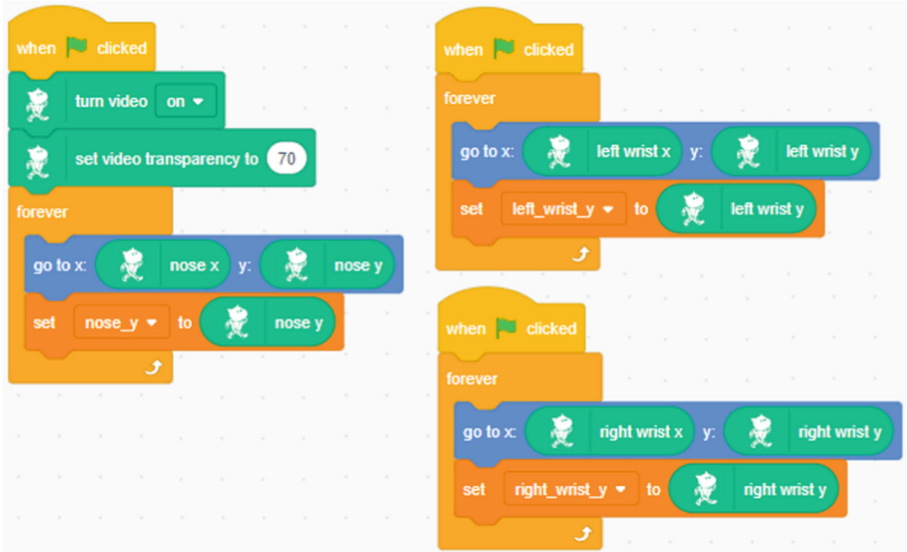 when clicked
turn video on
set video transparency to 70
forever
go to x: nose x y: nose y
set nose_y to nose y
when clicked
forever
go to x: left wrist x y: left wrist y
set left_wrist_y to left wrist y
when clicked
forever
go to x: right wrist x y: right wrist y
set right_wrist_y to right wrist y